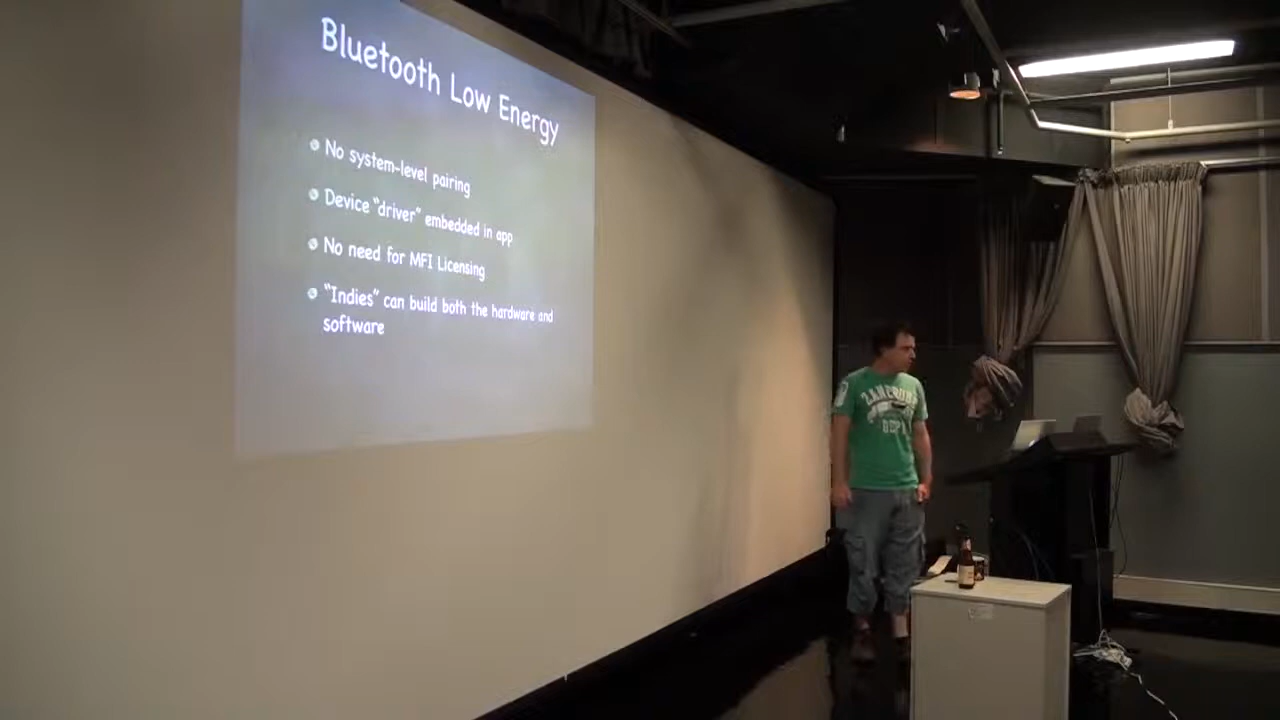 Bluetooth Low Energy
No system-level pairing
Device "driver" embedded in app
No need for MFI Licensing
"Indies" can build both the hardware and
software
DEPT